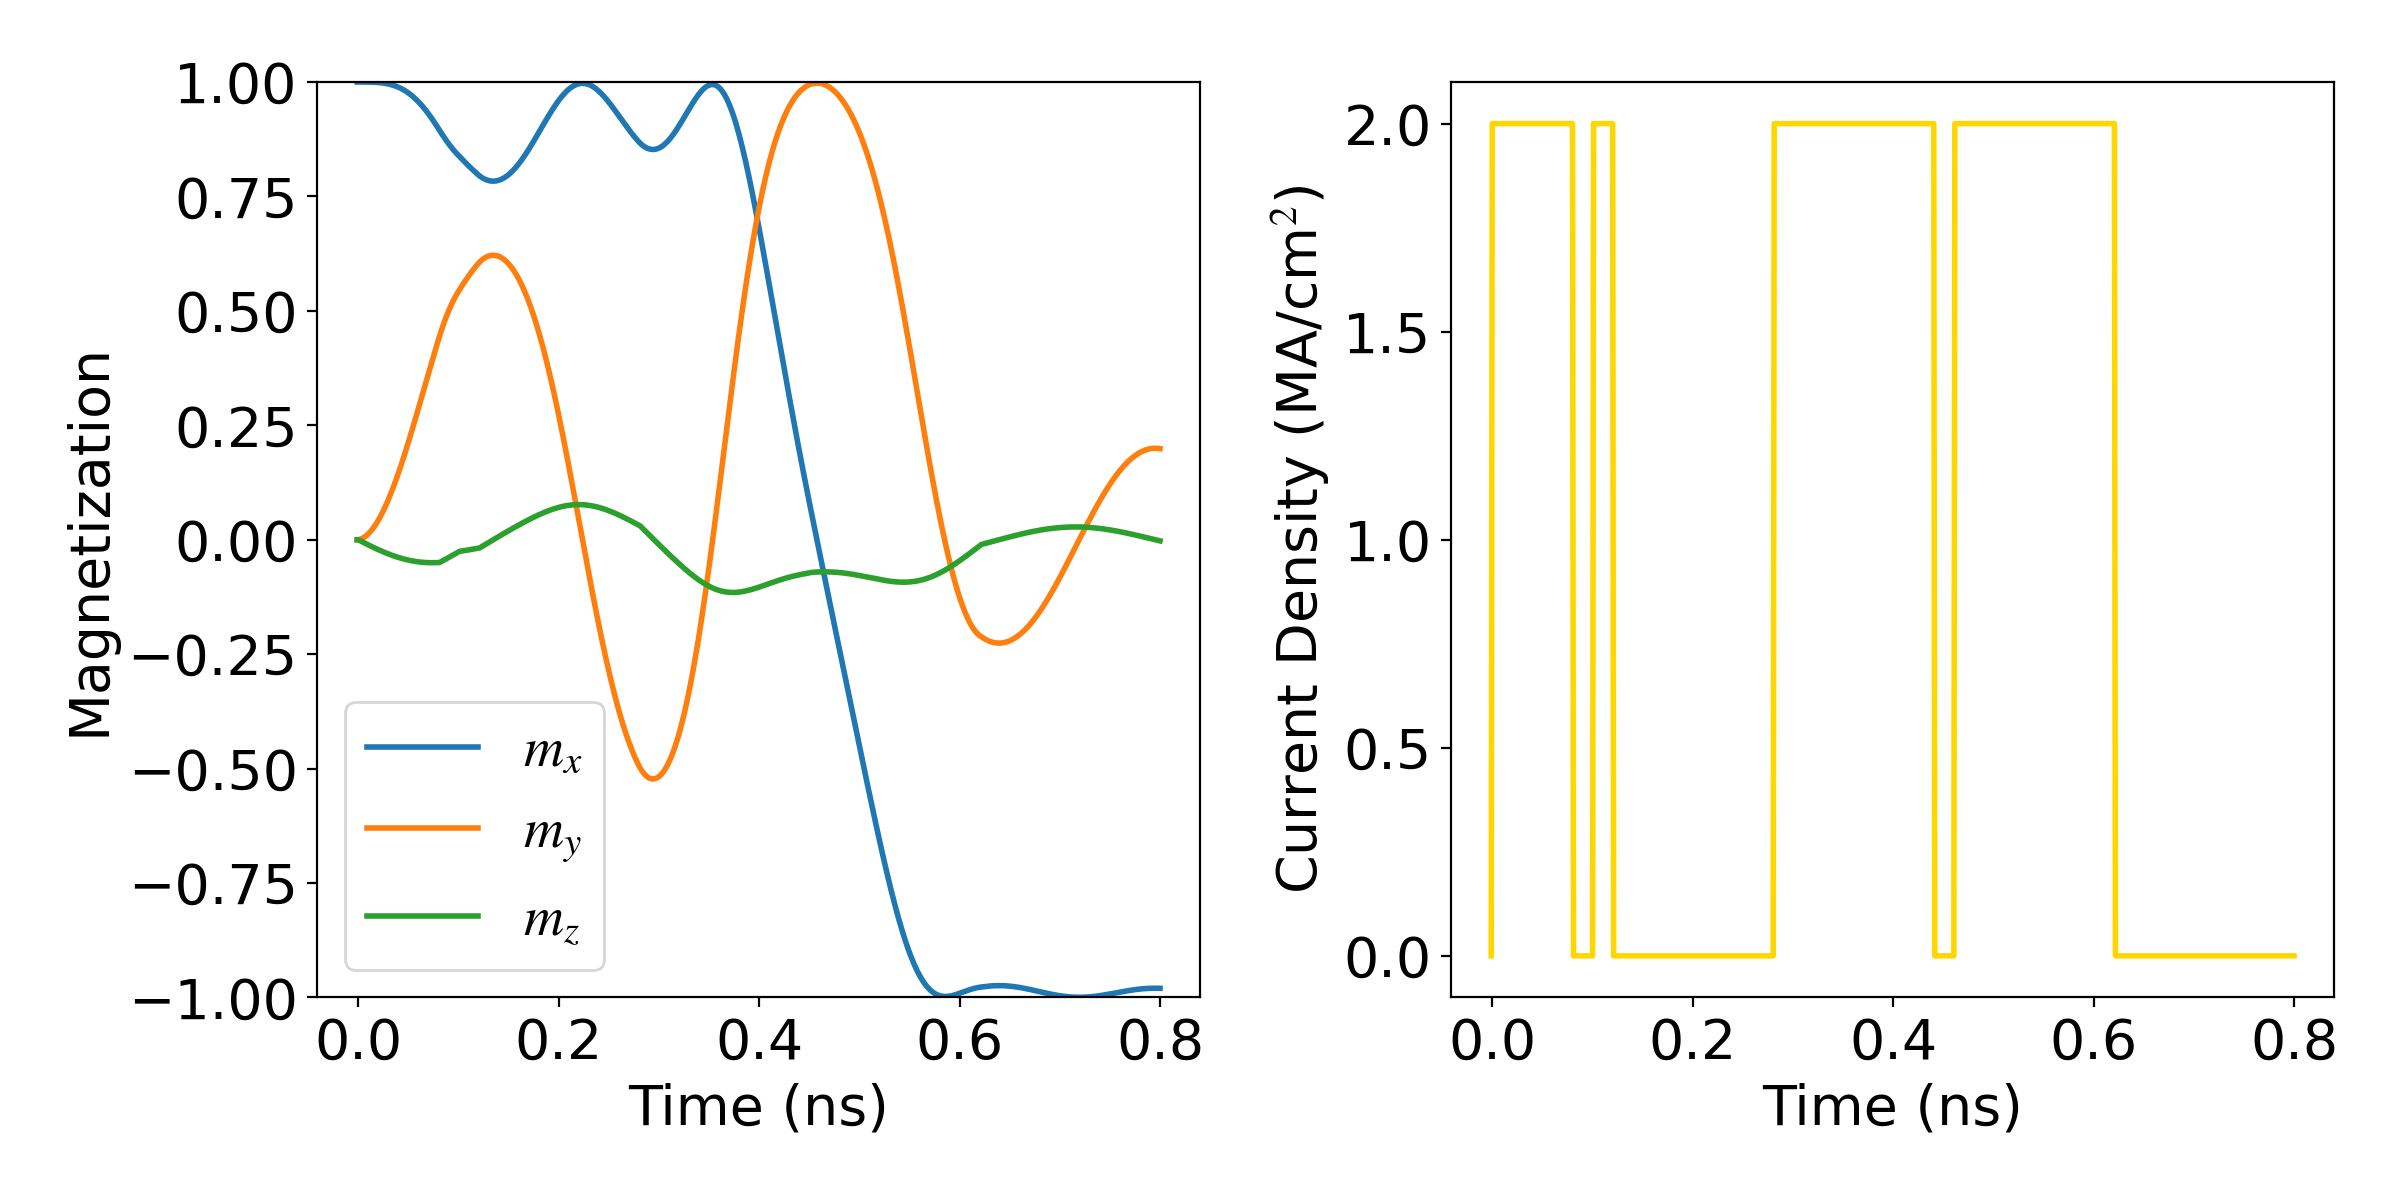 Magnetization
1.00
0.75
0.50
0.25
0.00
−0.25
−0.50
−0.75
−1.00
m_x
m_y
m_z
0.0 0.2 0.4 0.6 0.8
Time (ns)
Current Density (MA/cm²)
2.0
1.5
1.0
0.5
0.0
0.0 0.2 0.4 0.6 0.8
Time (ns)